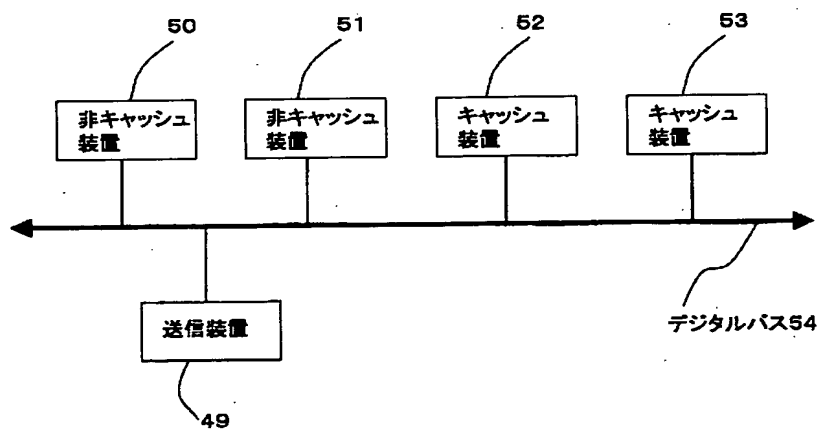 50
51
52
53
非キャッシュ
装置
非キャッシュ
装置
キャッシュ
装置
キャッシュ
装置
送信装置
デジタルバス54
49